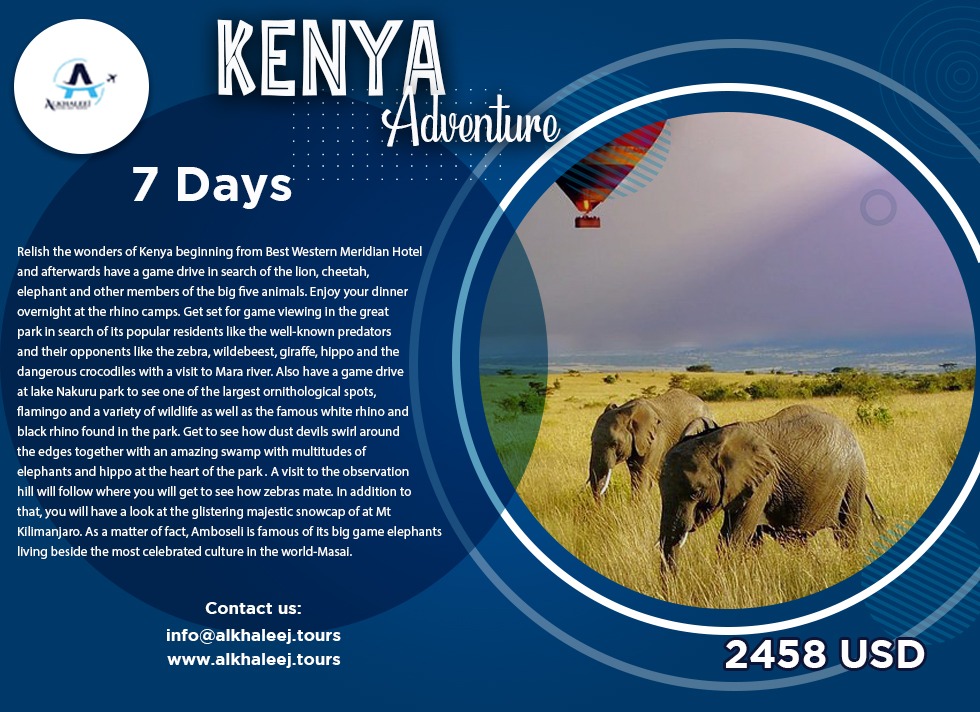 ALKHALEEJ
KENYA
Adventure
7 Days
Relish the wonders of Kenya beginning from Best Western Meridian Hotel
and afterwards have a game drive in search of the lion, cheetah,
elephant and other members of the big five animals. Enjoy your dinner
overnight at the rhino camps. Get set for game viewing in the great
park in search of its popular residents like the well-known predators
and their opponents like the zebra, wildebeest, giraffe, hippo and the
dangerous crocodiles with a visit to Mara river. Also have a game drive
at lake Nakuru park to see one of the largest ornithological spots,
flamingo and a variety of wildlife as well as the famous white rhino and
black rhino found in the park. Get to see how dust devils swirl around
the edges together with an amazing swamp with multitudes of
elephants and hippo at the heart of the park . A visit to the observation
hill will follow where you will get to see how zebras mate. In addition to
that, you will have a look at the glistering majestic snowcap of at Mt
Kilimanjaro. As a matter of fact, Amboseli is famous of its big game elephants
living beside the most celebrated culture in the world-Masai.
Contact us:
info@alkhaleej.tours
www.alkhaleej.tours
2458 USD